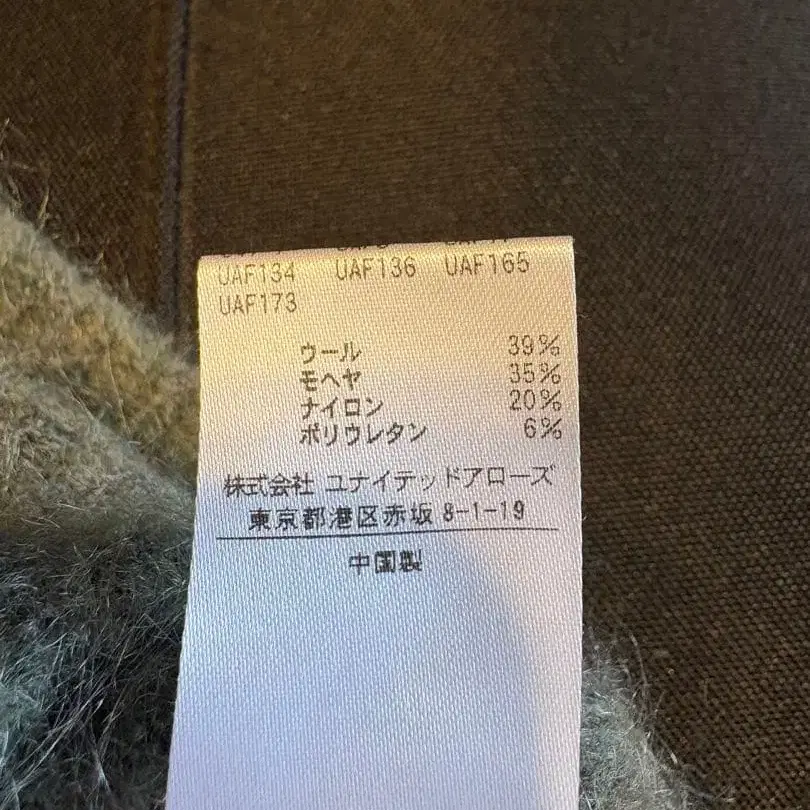 UAF134 UAF136 UAF165
UAF173
ウール 39%
モヘヤ 35%
ナイロン 20%
ポリウレタン 6%
株式会社 ユナイテッドアローズ
東京都港区赤坂 8-1-19
中国製